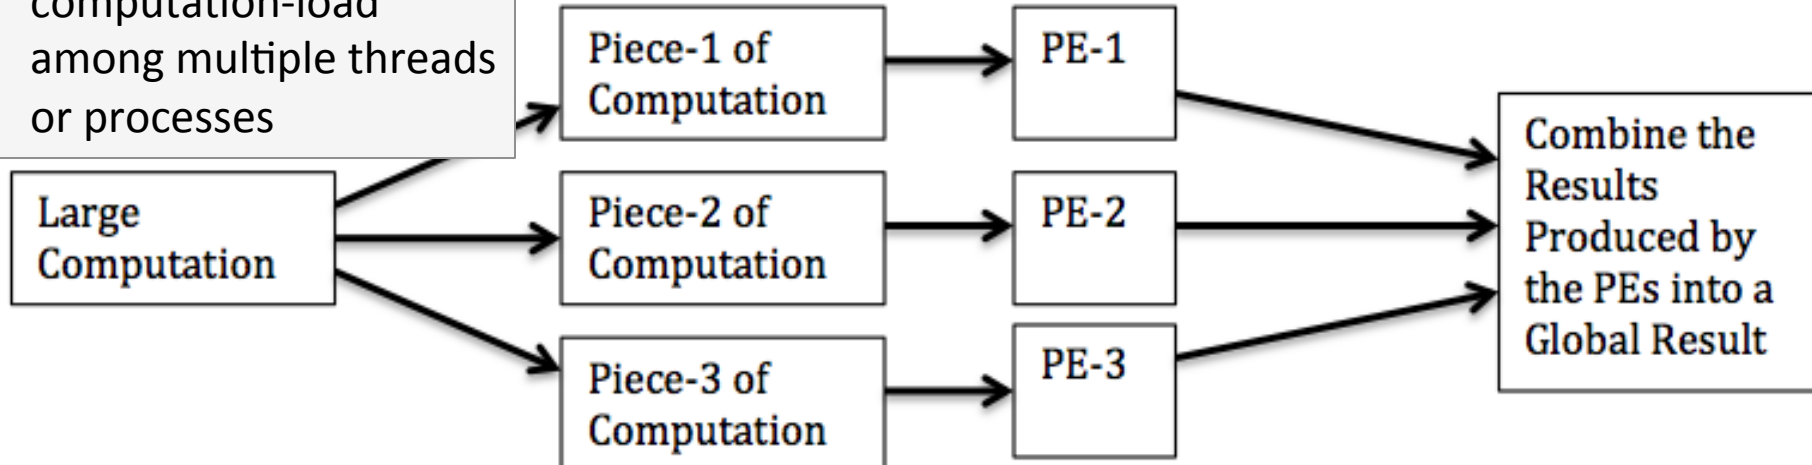 computation-load
among multiple threads
or processes
Large
Computation
Piece-1 of
Computation
PE-1
Piece-2 of
Computation
PE-2
Piece-3 of
Computation
PE-3
Combine the
Results
Produced by
the PEs into a
Global Result